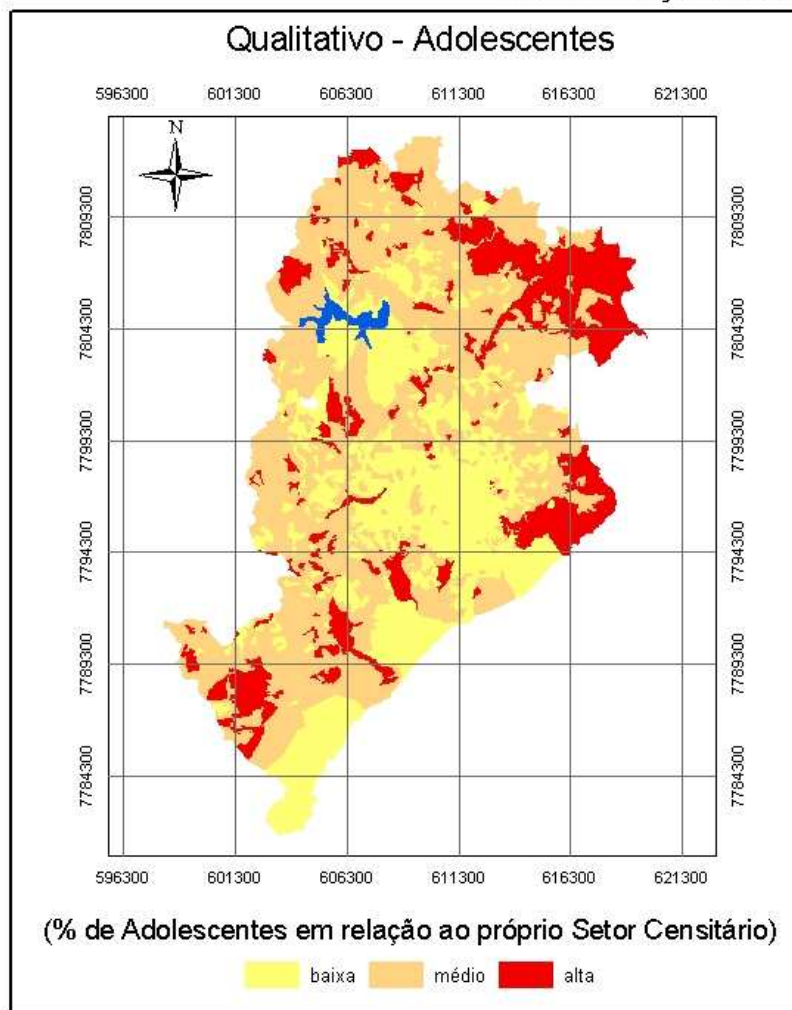 Qualitativo - Adolescentes
596300 601300 606300 611300 616300 621300
N
7809300 7809300
7804300 7804300
7799300 7799300
7794300 7794300
7789300 7789300
7784300 7784300
596300 601300 606300 611300 616300 621300
(% de Adolescentes em relação ao próprio Setor Censitário)
baixa médio alta